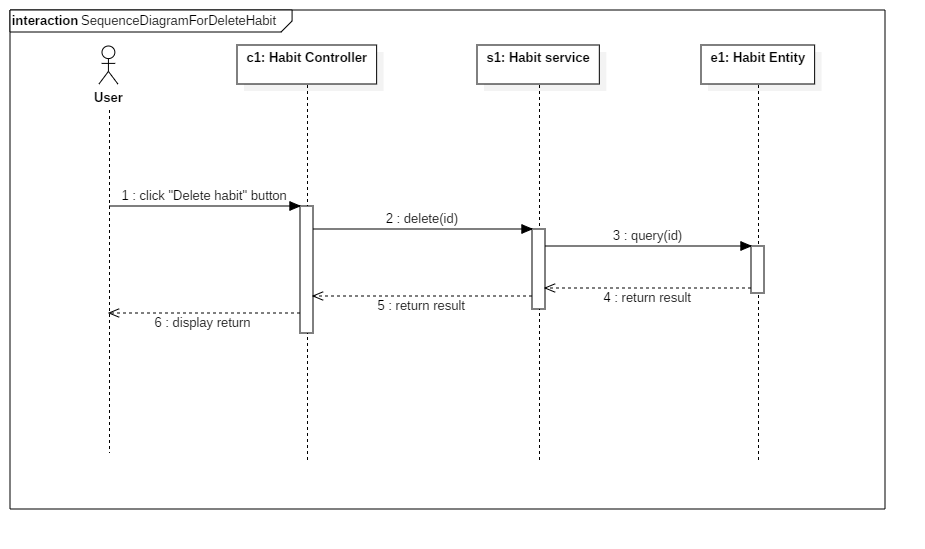 interaction SequenceDiagramForDeleteHabit
c1: Habit Controller
s1: Habit service
e1: Habit Entity
User
1 : click "Delete habit" button
2 : delete(id)
3 : query(id)
4 : return result
5 : return result
6 : display return